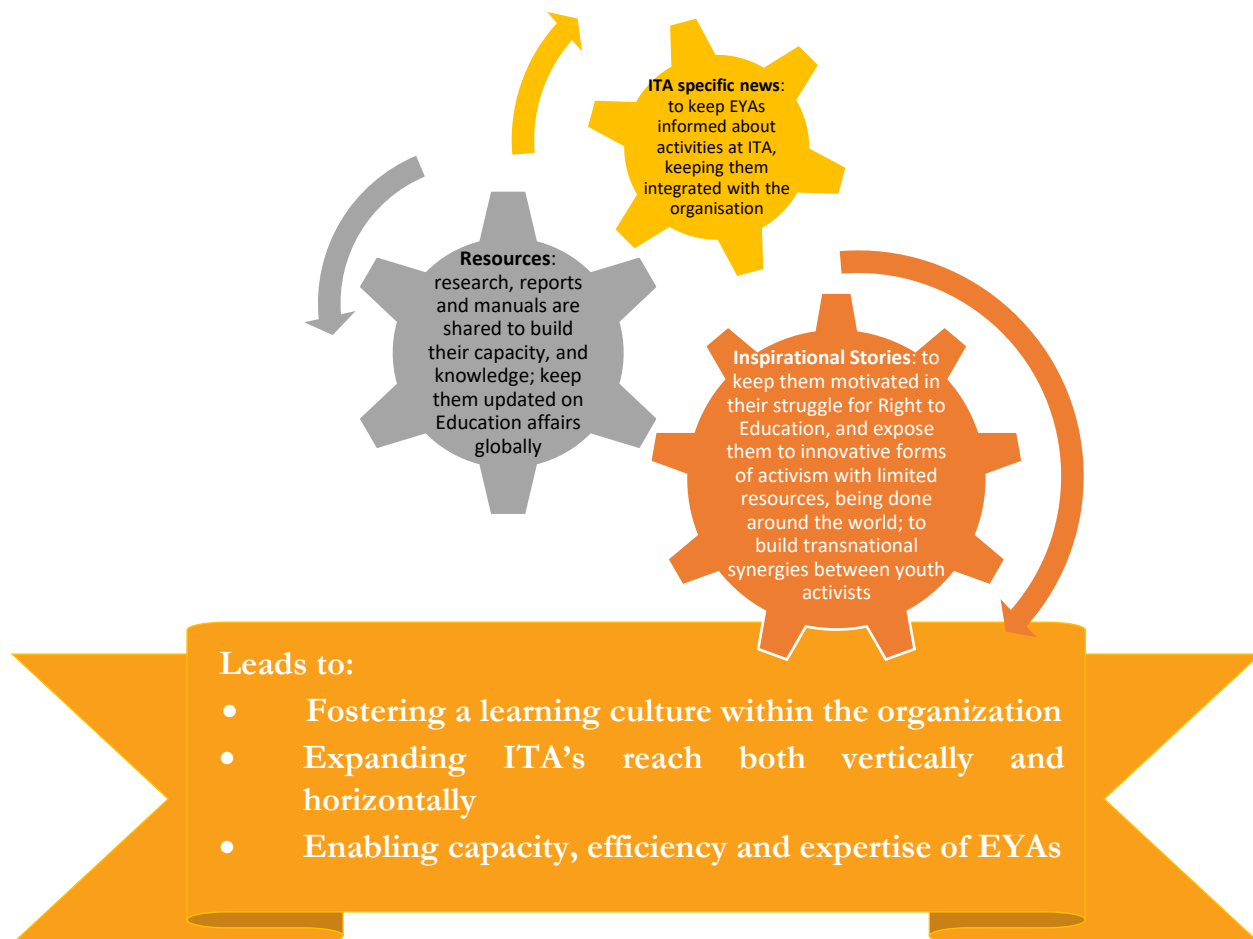 ITA specific news:
to keep EYAs
informed about
activities at ITA,
keeping them
integrated with the
organisation
Resources:
research, reports
and manuals are
shared to build
their capacity, and
knowledge; keep
them updated on
Education affairs
globally
Inspirational Stories: to
keep them motivated in
their struggle for Right to
Education, and expose
them to innovative forms
of activism with limited
resources, being done
around the world; to
build transnational
synergies between youth
activists
Leads to:
• Fostering a learning culture within the organization
• Expanding ITA’s reach both vertically and
horizontally
• Enabling capacity, efficiency and expertise of EYAs